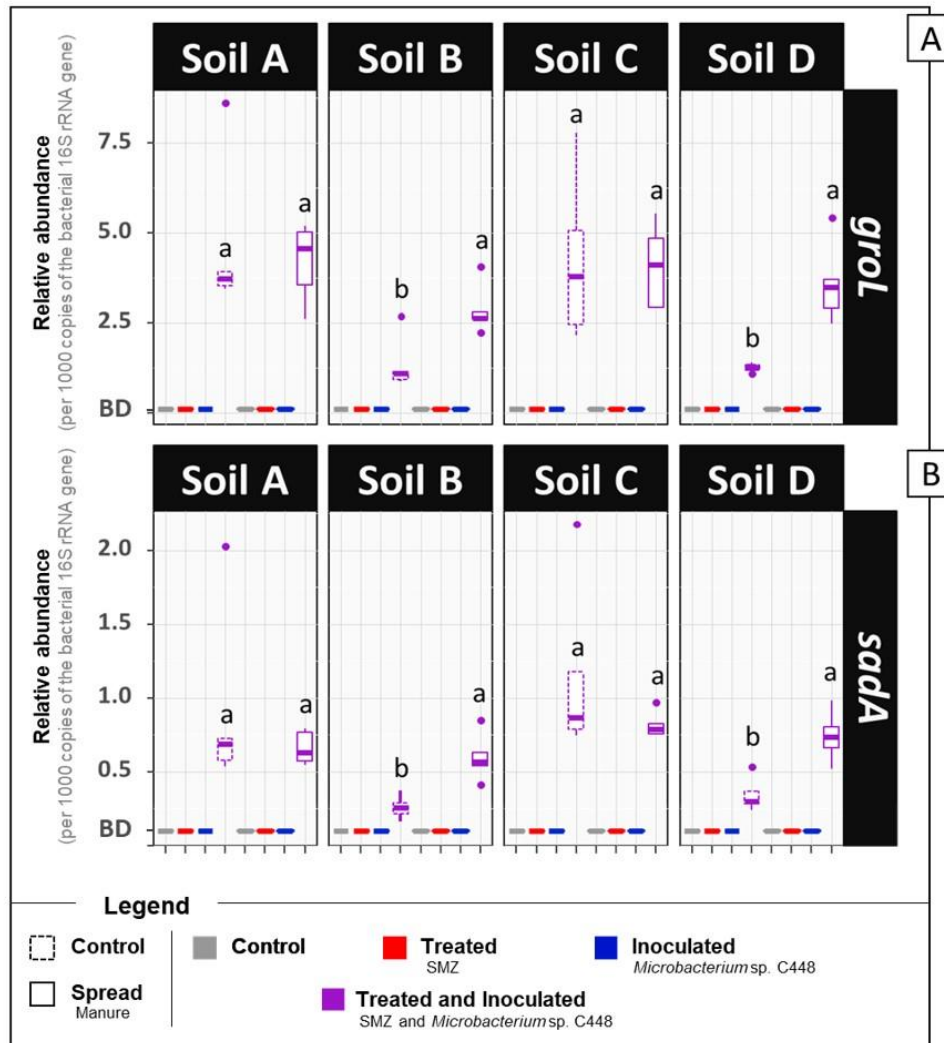 A
Soil A Soil B Soil C Soil D
Relative abundance
(per 1000 copies of the bacterial 16S rRNA gene)
7.5
5.0
2.5
BD
a a
b a
a a
b a
groL
B
Soil A Soil B Soil C Soil D
Relative abundance
(per 1000 copies of the bacterial 16S rRNA gene)
2.0
1.5
1.0
0.5
BD
a a
b a
a a
b a
sadA
Legend
Control
Spread
Manure
Control
Treated
SMZ
Inoculated
Microbacterium sp. C448
Treated and Inoculated
SMZ and Microbacterium sp. C448